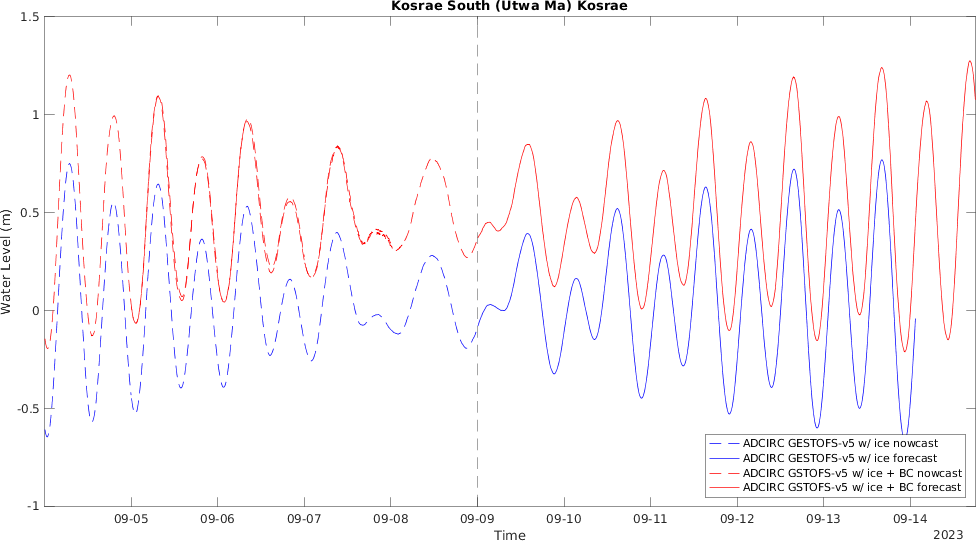 Kosrae South (Utwa Ma) Kosrae
1.5
1
0.5
0
-0.5
-1
Water Level (m)
ADCIRC GESTOFS-v5 w/ ice nowcast
ADCIRC GESTOFS-v5 w/ ice forecast
ADCIRC GSTOFS-v5 w/ ice + BC nowcast
ADCIRC GSTOFS-v5 w/ ice + BC forecast
09-05 09-06 09-07 09-08 09-09 09-10 09-11 09-12 09-13 09-14
Time
2023